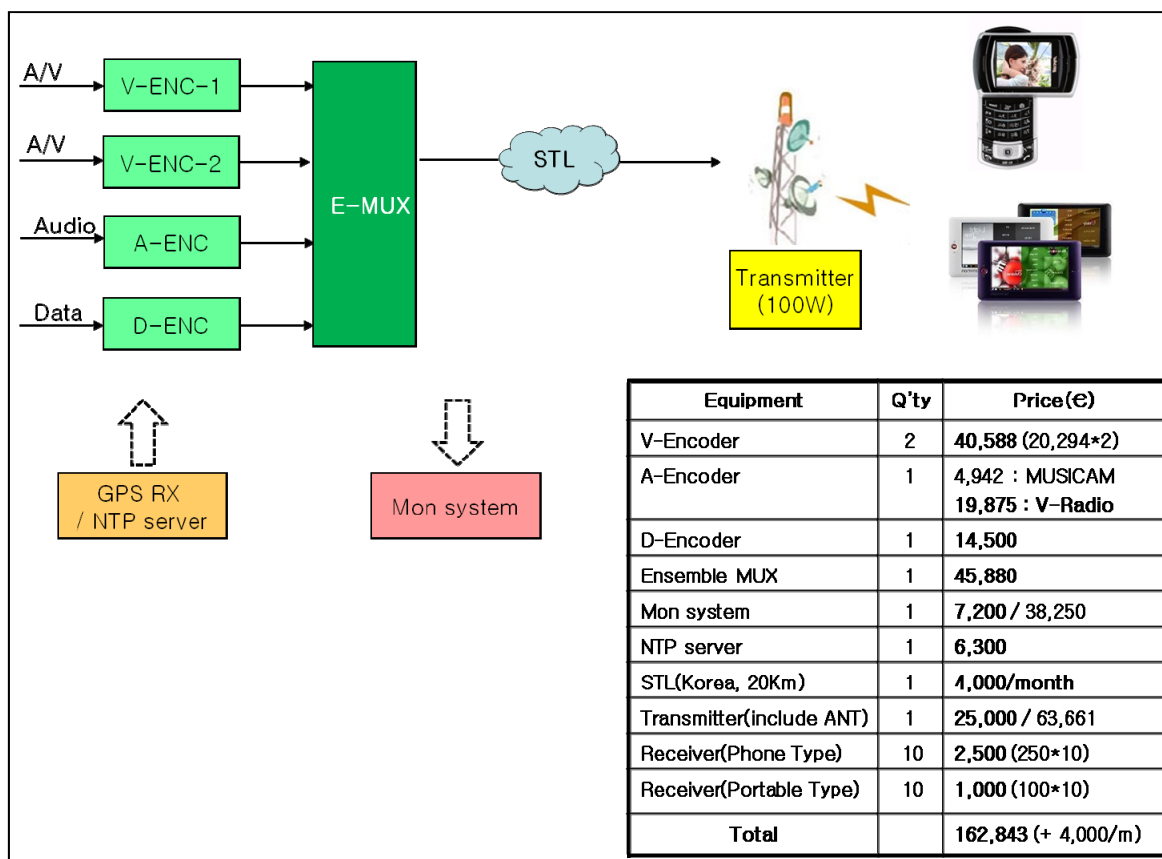 A/V
V-ENC-1
A/V
V-ENC-2
Audio
A-ENC
Data
D-ENC
E-MUX
STL
Transmitter
(100W)
GPS RX
/ NTP server
Mon system
Equipment Q'ty Price(€)
V-Encoder 2 40,588 (20,294*2)
A-Encoder 1 4,942 : MUSICAM
19,875 : V-Radio
D-Encoder 1 14,500
Ensemble MUX 1 45,880
Mon system 1 7,200 / 38,250
NTP server 1 6,300
STL(Korea, 20Km) 1 4,000/month
Transmitter(include ANT) 1 25,000 / 63,661
Receiver(Phone Type) 10 2,500 (250*10)
Receiver(Portable Type) 10 1,000 (100*10)
Total 162,843 (+ 4,000/m)